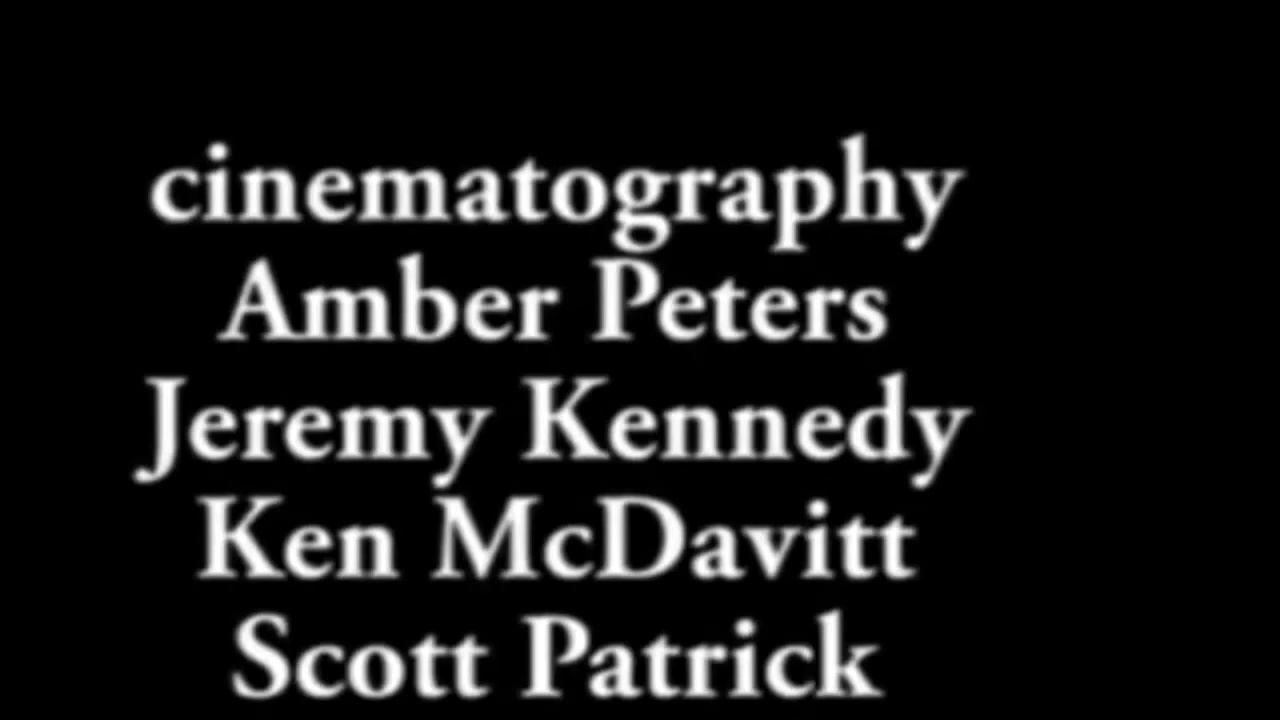 cinematography
Amber Peters
Jeremy Kennedy
Ken McDavitt
Scott Patrick